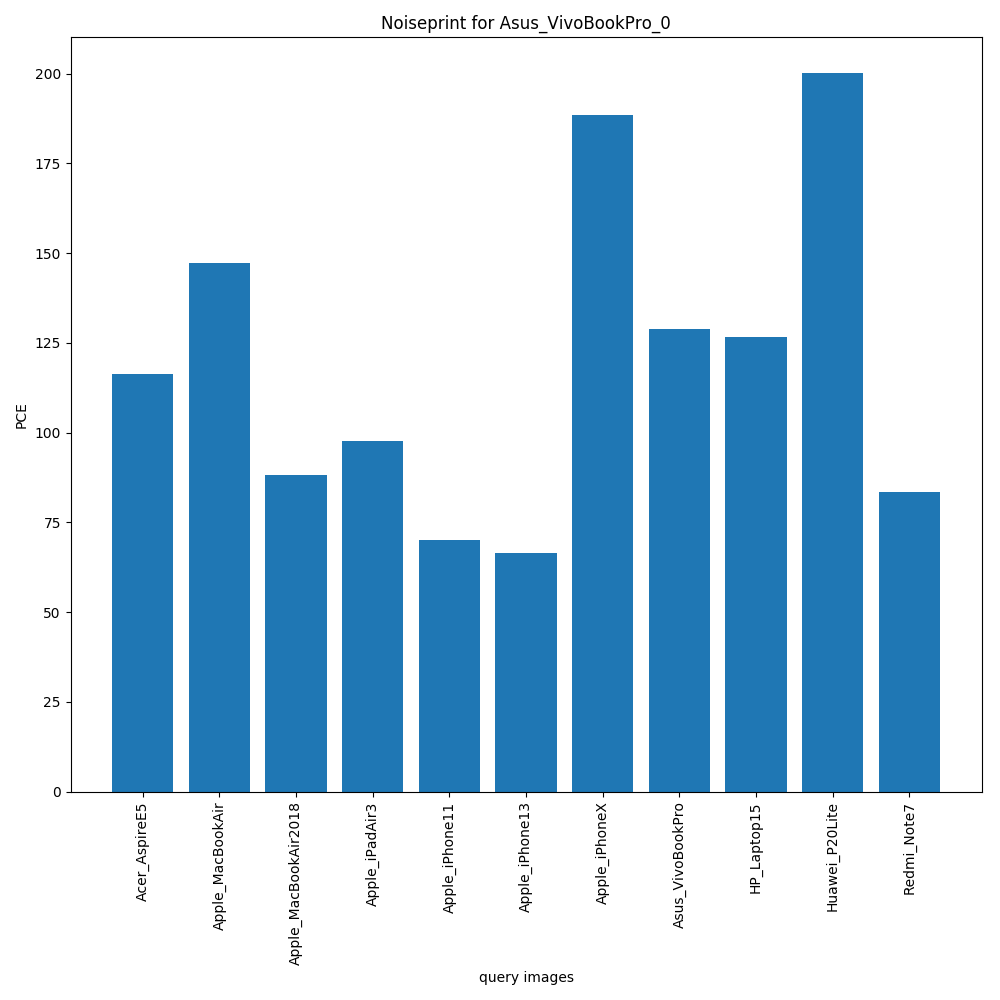 Noiseprint for Asus_VivoBookPro_0
PCE
200
175
150
125
100
75
50
25
0
Acer_AspireE5
Apple_MacBookAir
Apple_MacBookAir2018
Apple_iPadAir3
Apple_iPhone11
Apple_iPhone13
Apple_iPhoneX
Asus_VivoBookPro
HP_Laptop15
Huawei_P20Lite
Redmi_Note7
query images